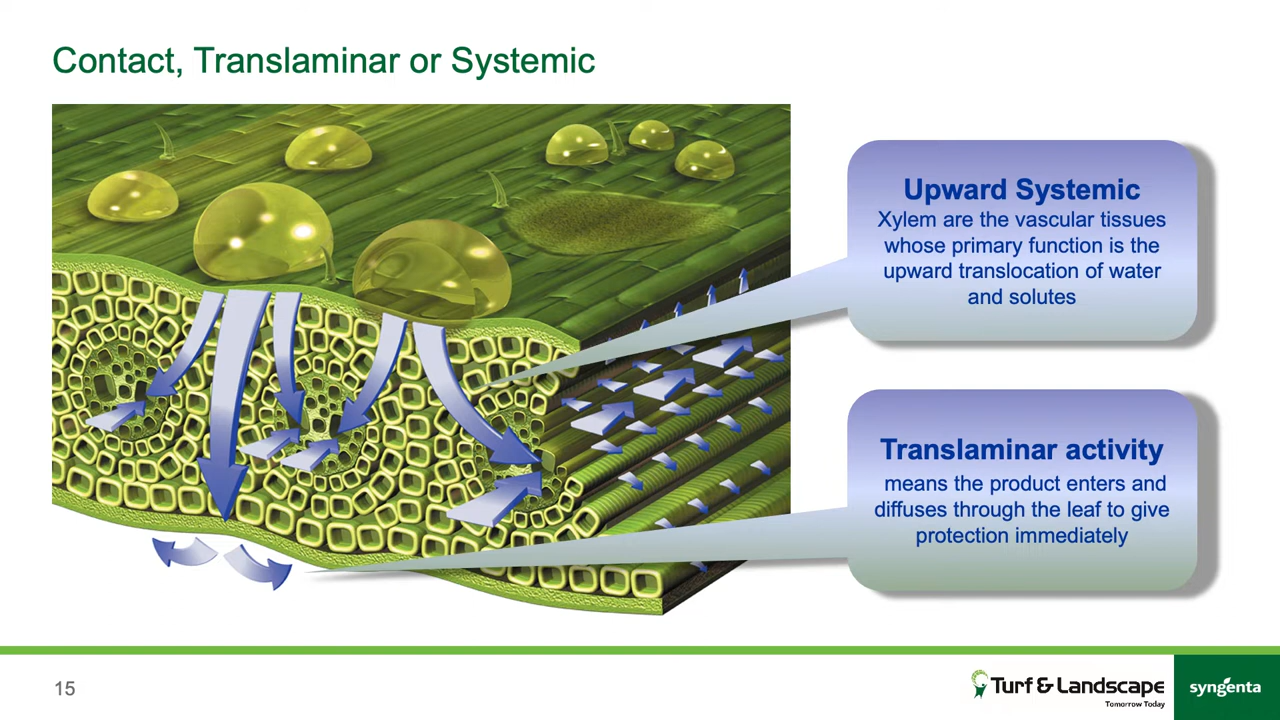 Contact, Translaminar or Systemic
Upward Systemic
Xylem are the vascular tissues
whose primary function is the
upward translocation of water
and solutes
Translaminar activity
means the product enters and
diffuses through the leaf to give
protection immediately
15
Turf & Landscape
Tomorrow Today
syngenta